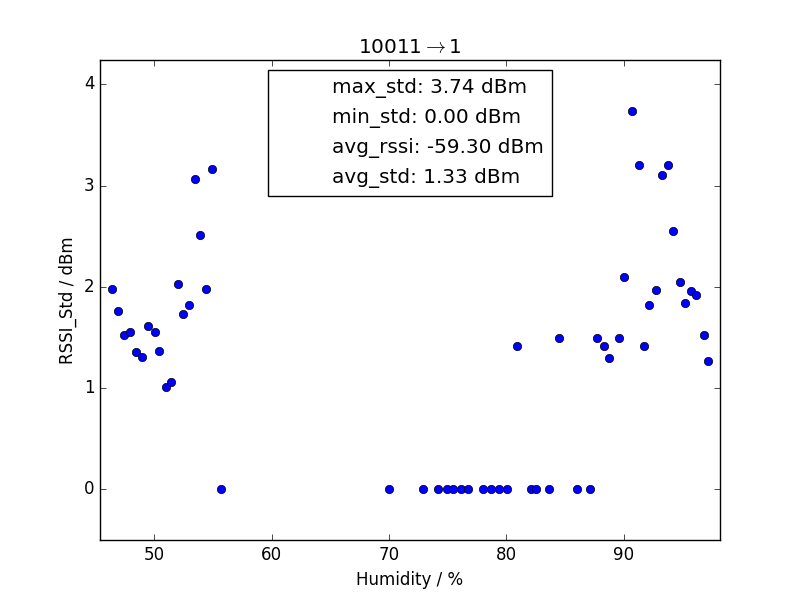 10011→1
max_std: 3.74 dBm
min_std: 0.00 dBm
avg_rssi: -59.30 dBm
avg_std: 1.33 dBm
RSSI_Std / dBm
4
3
2
1
0
50 60 70 80 90
Humidity / %